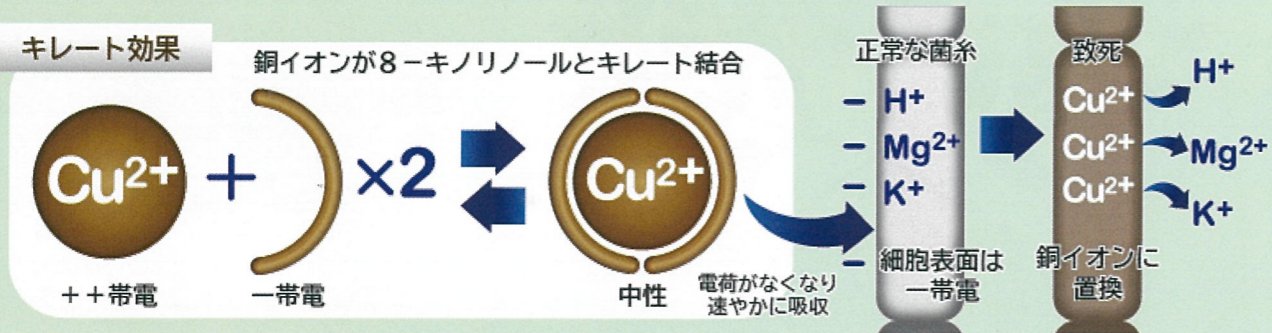 キレート効果
銅イオンが8−キノリノールとキレート結合
Cu²⁺
+
×2
Cu²⁺
++帯電
−帯電
中性
電荷がなくなり
速やかに吸収
正常な菌糸
− H⁺
− Mg²⁺
− K⁺
−
細胞表面は
−帯電
致死
Cu²⁺
Cu²⁺
Cu²⁺
H⁺
Mg²⁺
K⁺
銅イオンに
置換